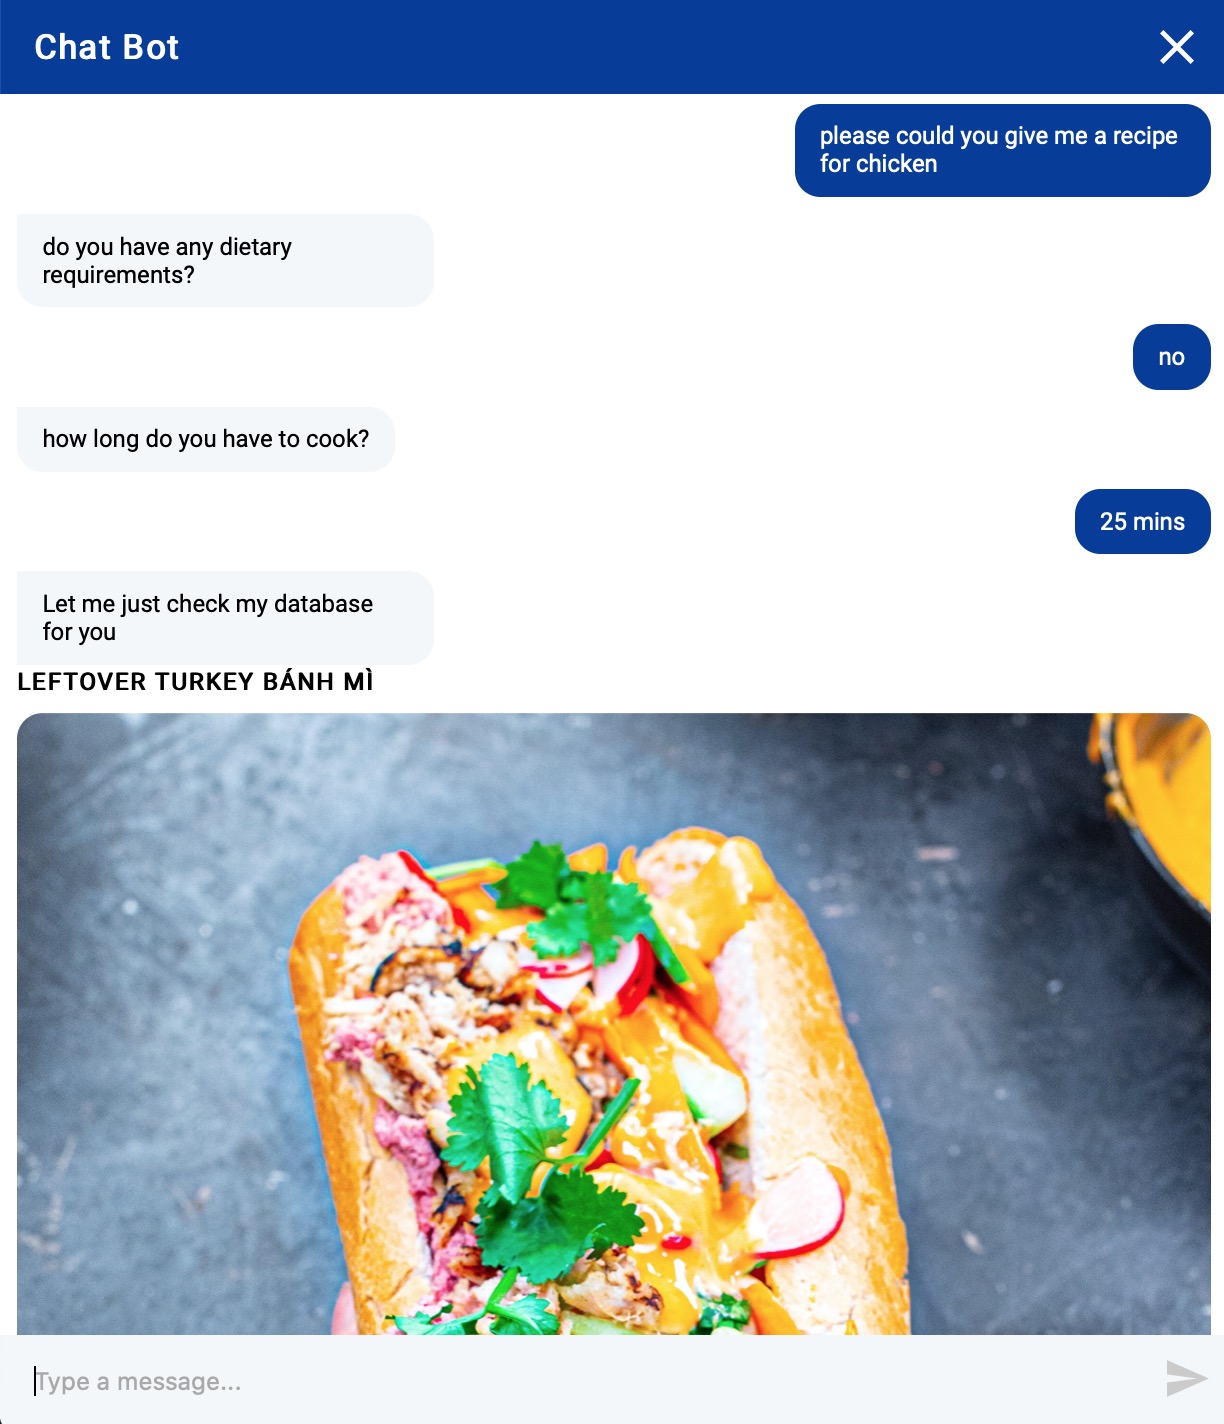 Chat Bot
please could you give me a recipe
for chicken
do you have any dietary
requirements?
no
how long do you have to cook?
25 mins
Let me just check my database
for you
LEFTOVER TURKEY BÁNH MÌ
Type a message...